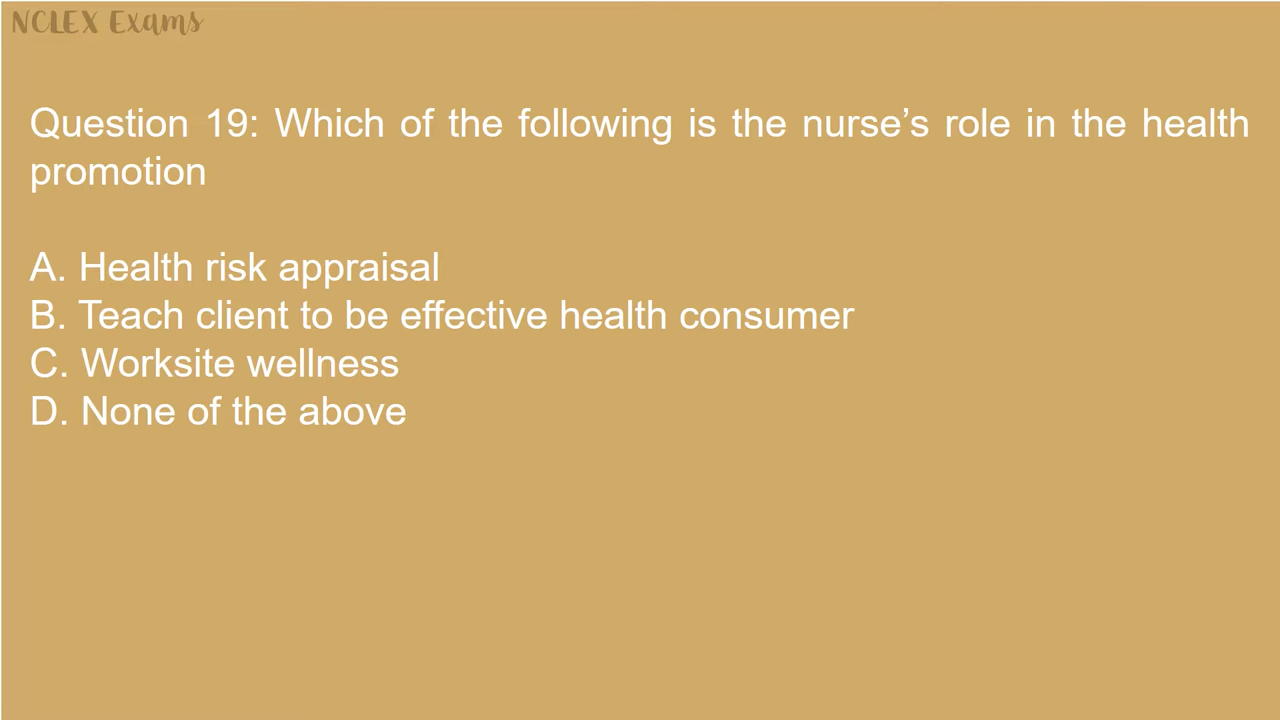 NCLEX Exams
Question 19: Which of the following is the nurse’s role in the health
promotion
A. Health risk appraisal
B. Teach client to be effective health consumer
C. Worksite wellness
D. None of the above